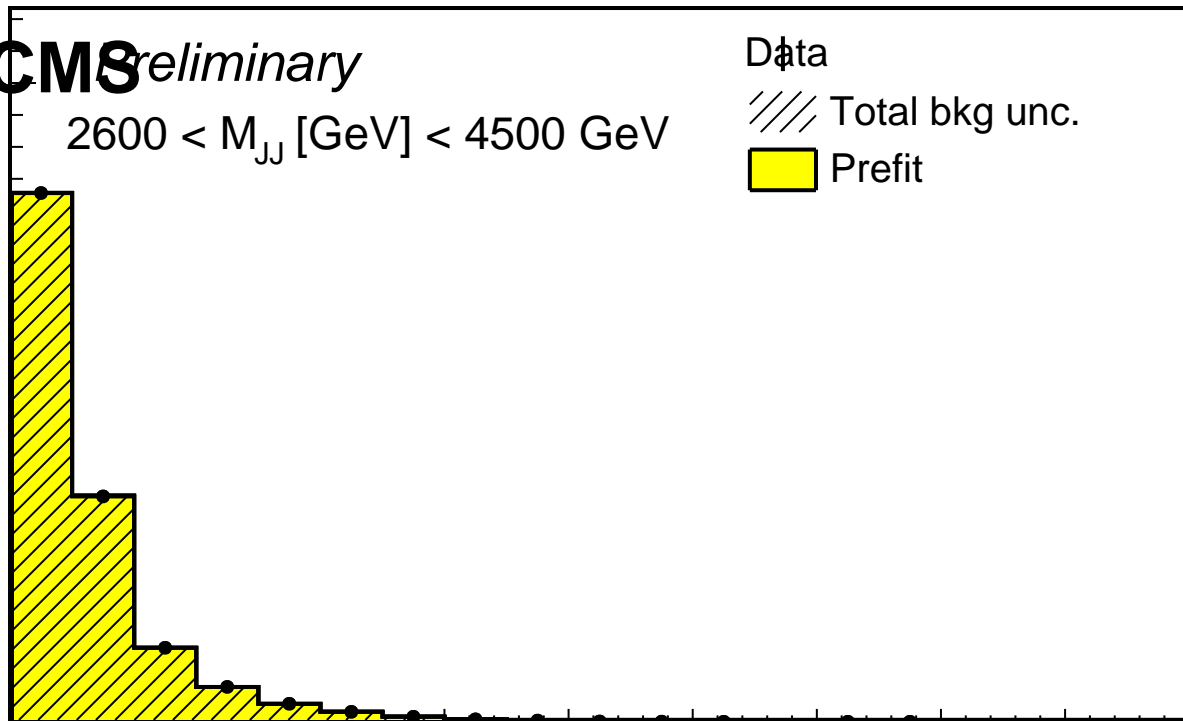 CMS Preliminary
2600 < M_JJ [GeV] < 4500 GeV
Data
Total bkg unc.
Prefit